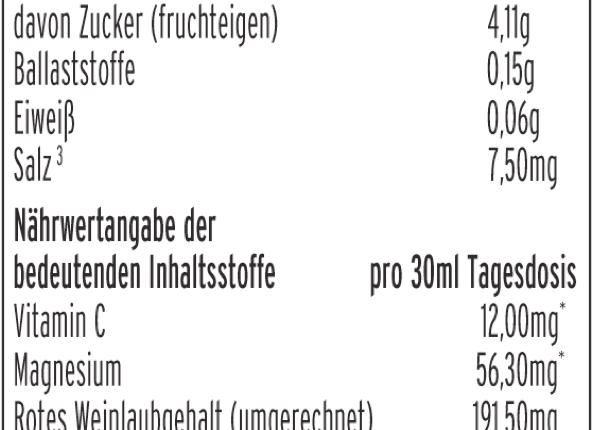 davon Zucker (fruchteigen) 4,11g
Ballaststoffe 0,15g
Eiweiß 0,06g
Salz ³ 7,50mg
Nährwertangabe der
bedeutenden Inhaltsstoffe pro 30ml Tagesdosis
Vitamin C 12,00mg*
Magnesium 56,30mg*
Rotes Weinlaubgehalt (umgerechnet) 191,50mg